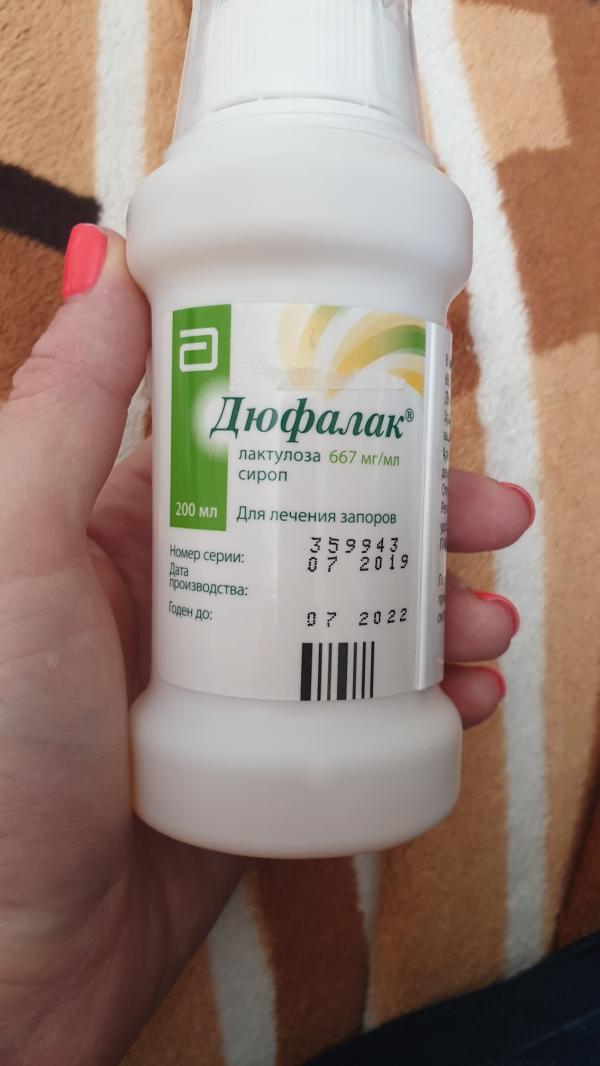 Дюфалак®
лактулоза 667 мг/мл
сироп
200 мл
Для лечения запоров
Номер серии: 359943
Дата 07 2019
производства:
Годен до: 07 2022